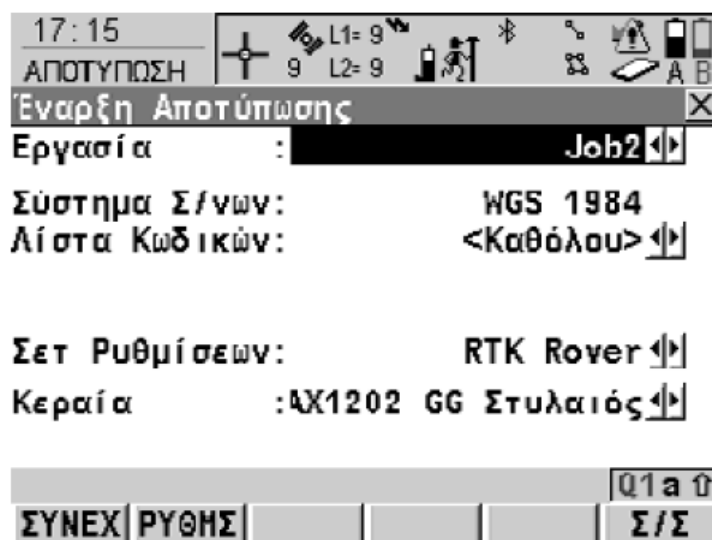 17:15
ΑΠΟΤΥΠΩΣΗ
9 L1= 9
L2= 9
A B
Έναρξη Αποτύπωσης
Εργασία : Job2
Σύστημα Σ/νων: WGS 1984
Λίστα Κωδικών: <Καθόλου>
Σετ Ρυθμίσεων: RTK Rover
Κεραία :AX1202 GG Στυλαιός
Q1 a
ΣΥΝΕΧ ΡΥΘΜΣ Σ/Σ